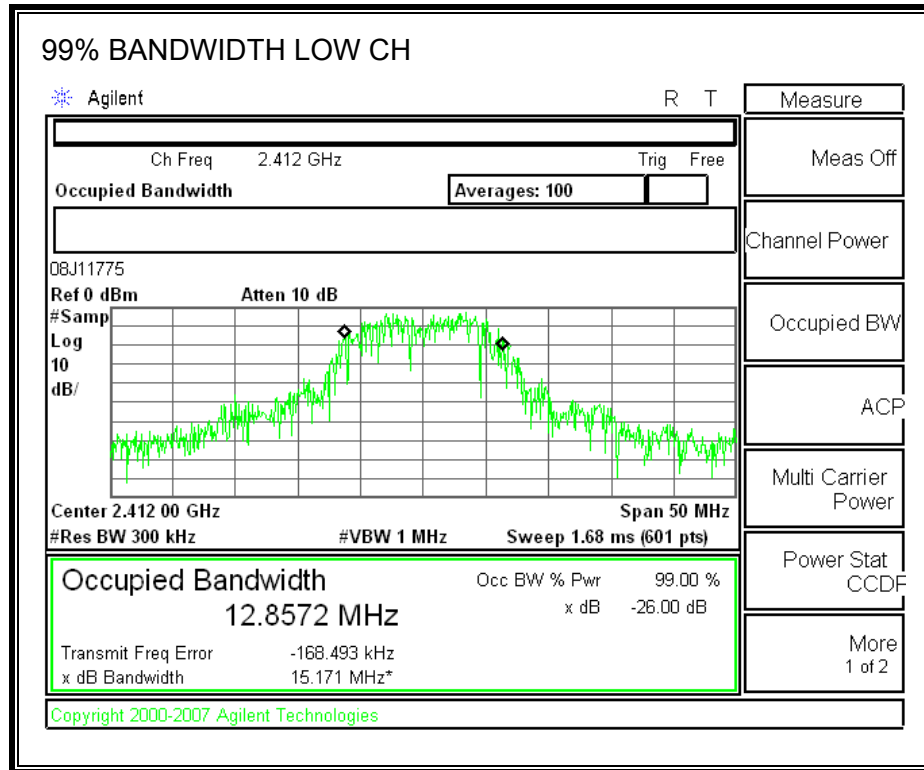 99% BANDWIDTH LOW CH
Agilent R T
Measure
Ch Freq 2.412 GHz Trig Free
Meas Off
Occupied Bandwidth Averages: 100
Channel Power
08J11775
Ref 0 dBm Atten 10 dB
#Samp
Log
10
dB/
Occupied BW
ACP
Multi Carrier
Power
Center 2.412 00 GHz Span 50 MHz
#Res BW 300 kHz #VBW 1 MHz Sweep 1.68 ms (601 pts)
Power Stat
CCDF
Occupied Bandwidth Occ BW % Pwr 99.00 %
12.8572 MHz x dB -26.00 dB
Transmit Freq Error -168.493 kHz
x dB Bandwidth 15.171 MHz*
More
1 of 2
Copyright 2000-2007 Agilent Technologies